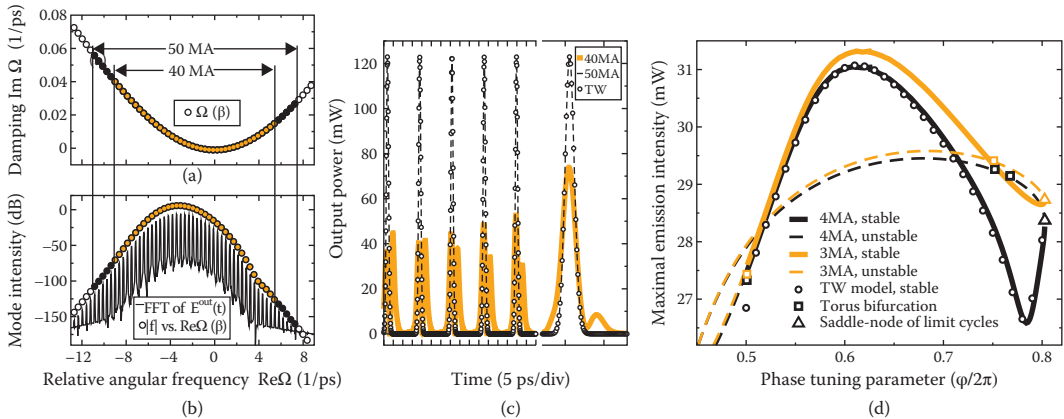 (a)
Damping Im Ω (1/ps)
0.08
0.06
0.04
0.02
0
50 MA
40 MA
Ω (β)
(a)
Mode intensity (dB)
0
−50
−100
−150
FFT of E^out(t)
|f| vs. ReΩ (β)
−12 −8 −4 0 4 8
Relative angular frequency ReΩ (1/ps)
(b)
(c)
Output power (mW)
120
100
80
60
40
20
0
40MA
50MA
TW
Time (5 ps/div)
(c)
(d)
Maximal emission intensity (mW)
31
30
29
28
27
4MA, stable
4MA, unstable
3MA, stable
3MA, unstable
TW model, stable
Torus bifurcation
Saddle-node of limit cycles
0.5 0.6 0.7 0.8
Phase tuning parameter (φ/2π)
(d)